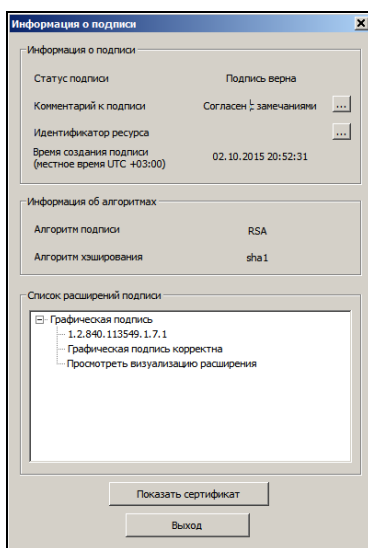 Информация о подписи
Информация о подписи
Статус подписи Подпись верна
Комментарий к подписи Согласен с замечаниями ...
Идентификатор ресурса ...
Время создания подписи
(местное время UTC +03:00) 02.10.2015 20:52:31
Информация об алгоритмах
Алгоритм подписи RSA
Алгоритм хэширования sha1
Список расширений подписи
Графическая подпись
1.2.840.113549.1.7.1
Графическая подпись корректна
Просмотреть визуализацию расширения
Показать сертификат
Выход